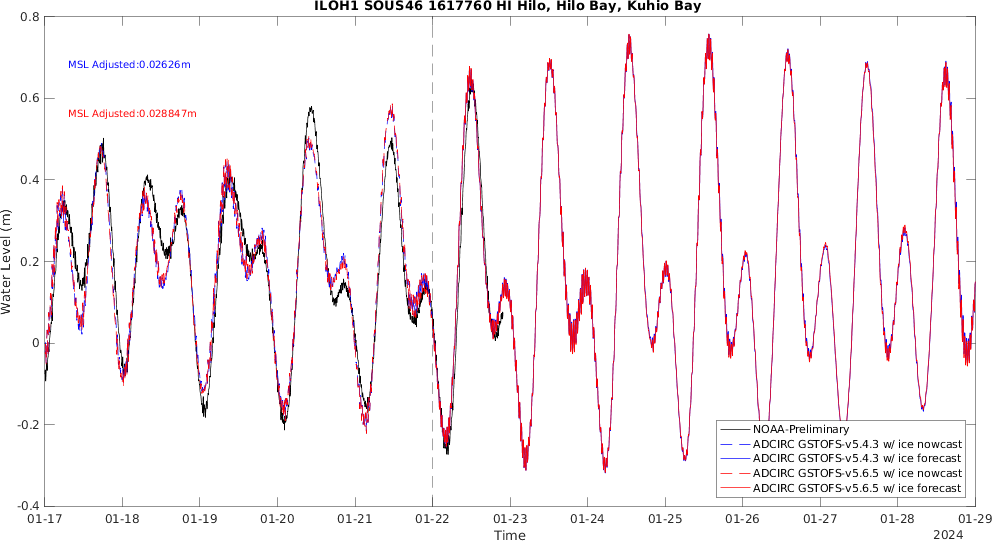 ILOH1 SOUS46 1617760 HI Hilo, Hilo Bay, Kuhio Bay
MSL Adjusted:0.02626m
MSL Adjusted:0.028847m
Water Level (m)
0.8
0.6
0.4
0.2
0
-0.2
-0.4
NOAA-Preliminary
ADCIRC GSTOFS-v5.4.3 w/ ice nowcast
ADCIRC GSTOFS-v5.4.3 w/ ice forecast
ADCIRC GSTOFS-v5.6.5 w/ ice nowcast
ADCIRC GSTOFS-v5.6.5 w/ ice forecast
01-17 01-18 01-19 01-20 01-21 01-22 01-23 01-24 01-25 01-26 01-27 01-28 01-29
Time
2024